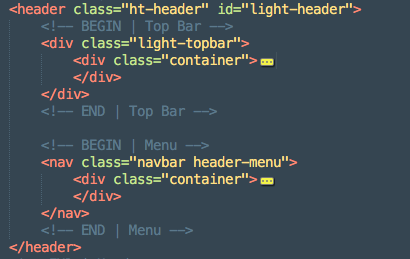 <header class="ht-header" id="light-header">
    <!-- BEGIN | Top Bar -->
    <div class="light-topbar">
        <div class="container">
        </div>
    </div>
    <!-- END | Top Bar -->

    <!-- BEGIN | Menu -->
    <nav class="navbar header-menu">
        <div class="container">
        </div>
    </nav>
    <!-- END | Menu -->
</header>